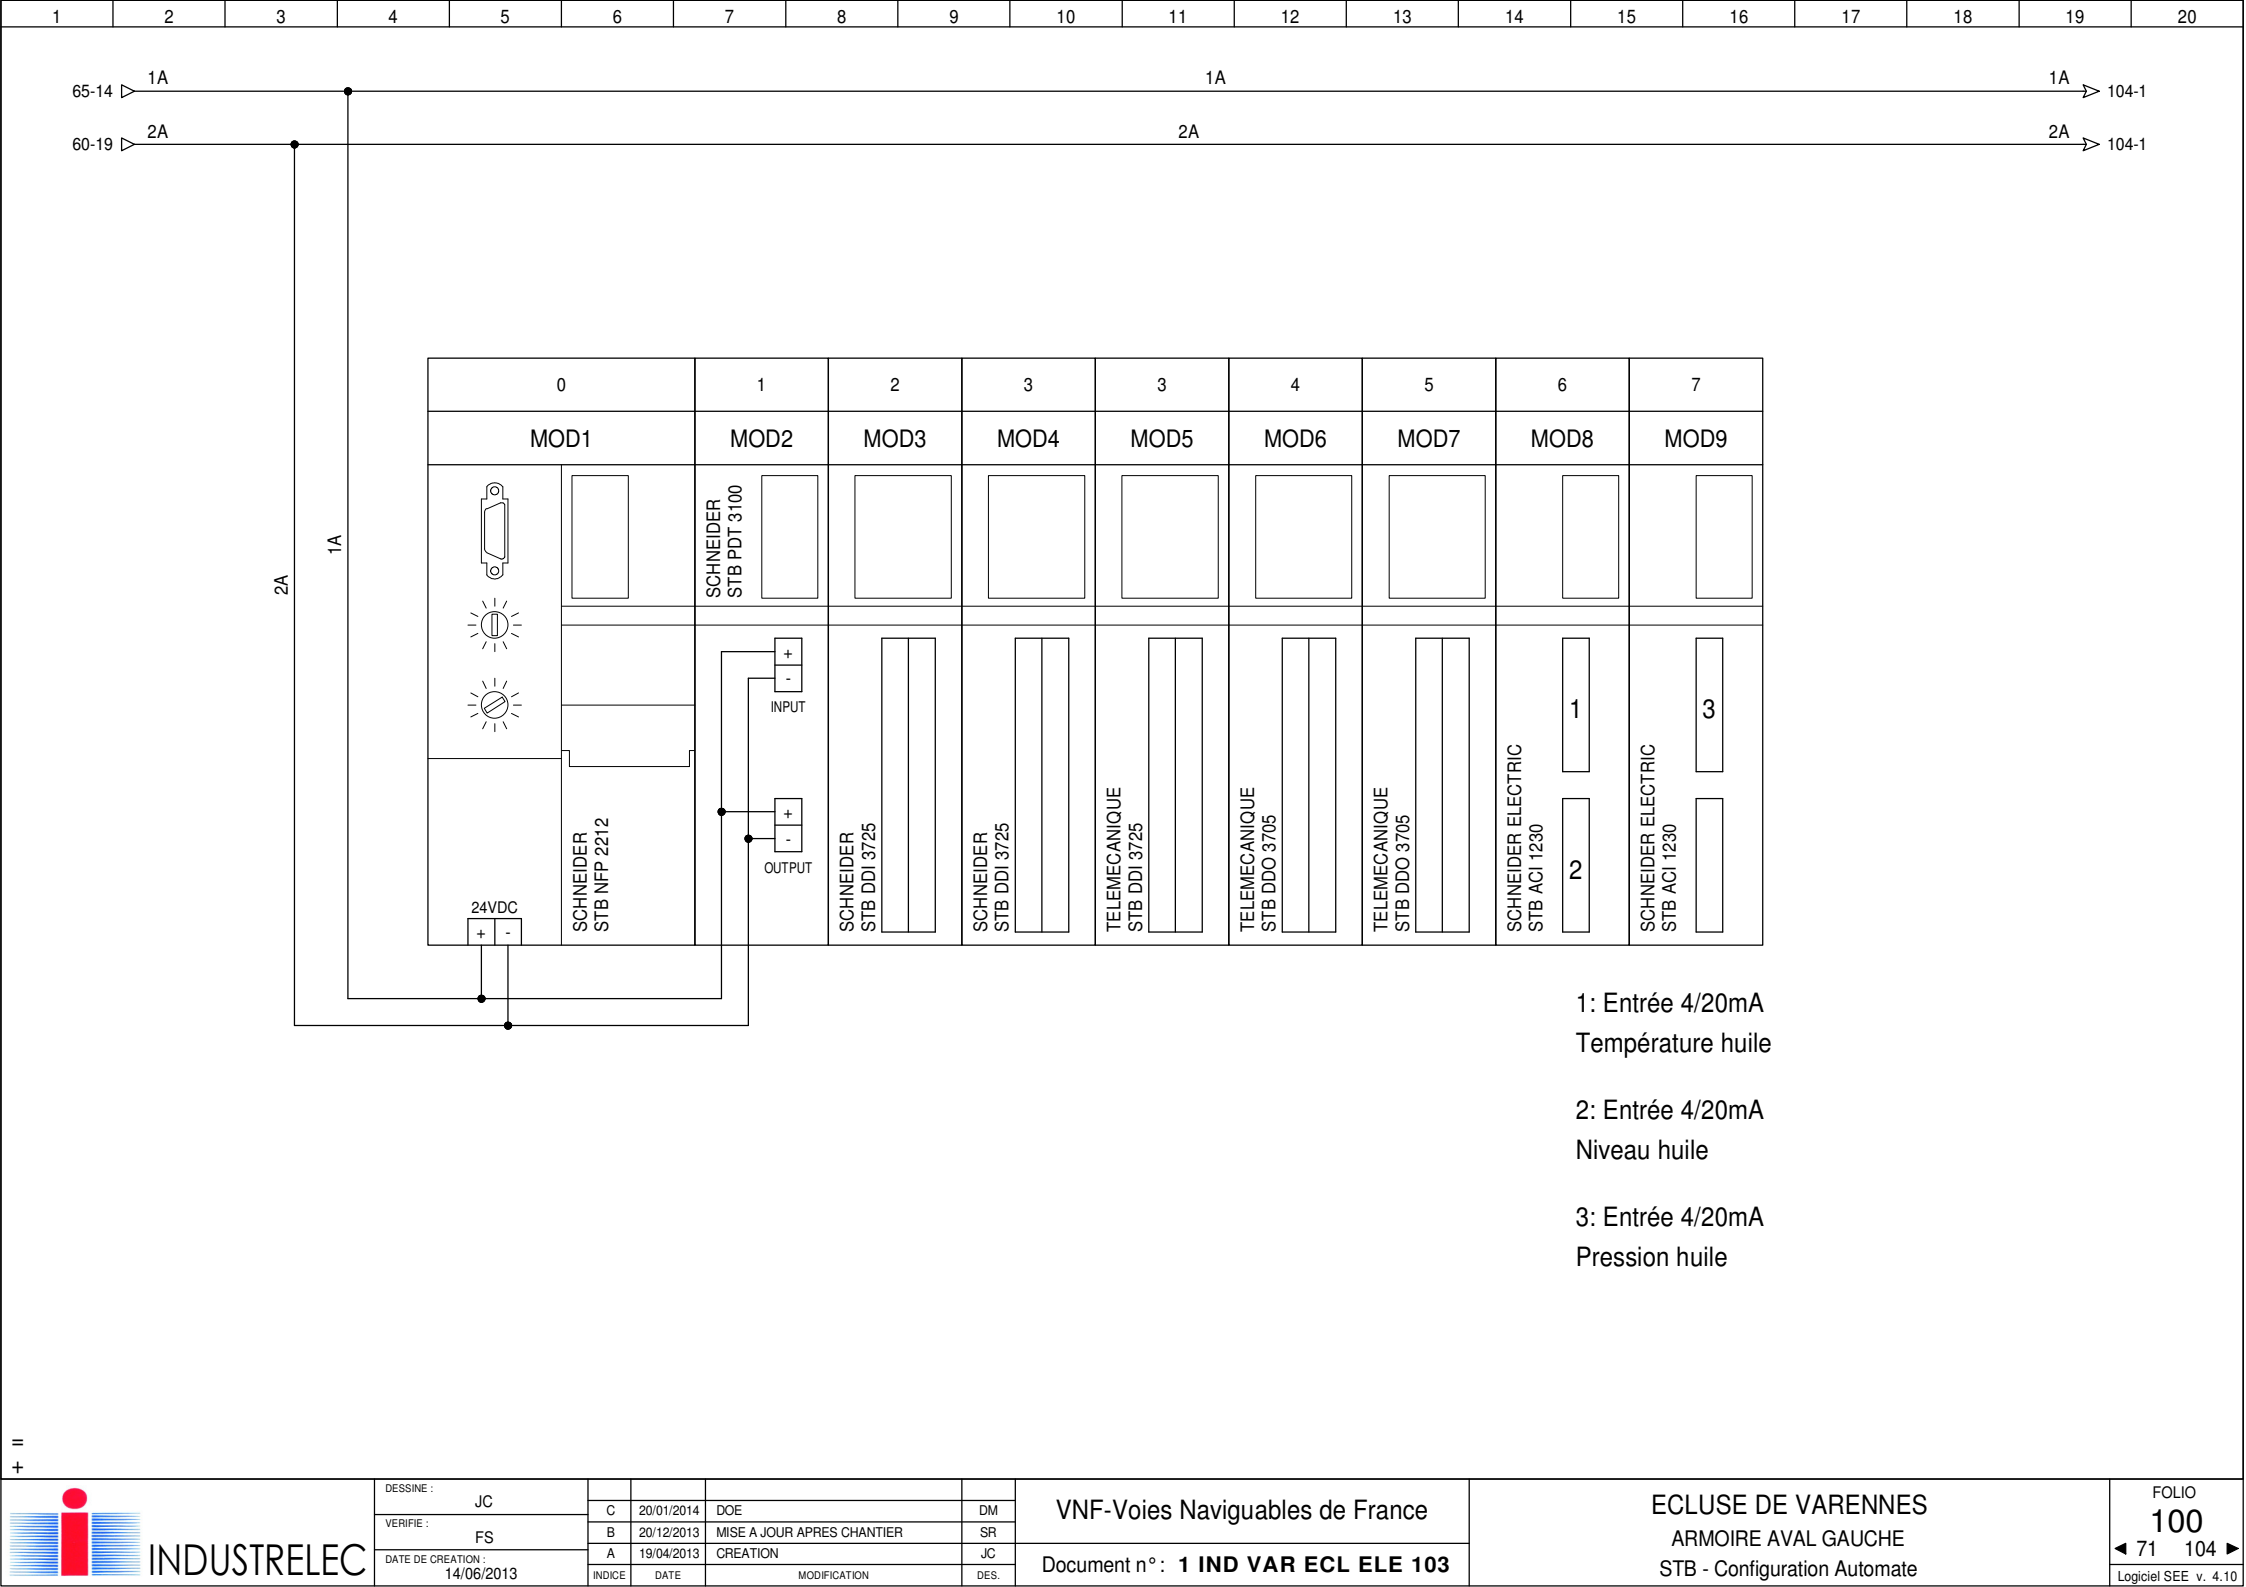 1 2 3 4 5 6 7 8 9 10 11 12 13 14 15 16 17 18 19 20
1A 1A 1A
65-14 104-1
2A 2A 2A
60-19 104-1
0 1 2 3 3 4 5 6 7
MOD1 MOD2 MOD3 MOD4 MOD5 MOD6 MOD7 MOD8 MOD9
1A
2A
SCHNEIDER
STB NFP 2212
24VDC
+ -
SCHNEIDER
STB PDT 3100
+
-
INPUT
+
-
OUTPUT
SCHNEIDER
STB DDI 3725
SCHNEIDER
STB DDI 3725
TELEMECANIQUE
STB DDI 3725
TELEMECANIQUE
STB DDO 3705
TELEMECANIQUE
STB DDO 3705
SCHNEIDER ELECTRIC
STB ACI 1230
1
2
SCHNEIDER ELECTRIC
STB ACI 1230
3
1: Entrée 4/20mA
Température huile
2: Entrée 4/20mA
Niveau huile
3: Entrée 4/20mA
Pression huile
=
+
INDUSTRELEC
DESSINE :
JC
VERIFIE :
FS
DATE DE CREATION :
14/06/2013
C 20/01/2014 DOE DM
B 20/12/2013 MISE A JOUR APRES CHANTIER SR
A 19/04/2013 CREATION JC
INDICE DATE MODIFICATION DES.
VNF-Voies Naviguables de France
Document n° : 1 IND VAR ECL ELE 103
ECLUSE DE VARENNES
ARMOIRE AVAL GAUCHE
STB - Configuration Automate
FOLIO
100
71 104
Logiciel SEE v. 4.10